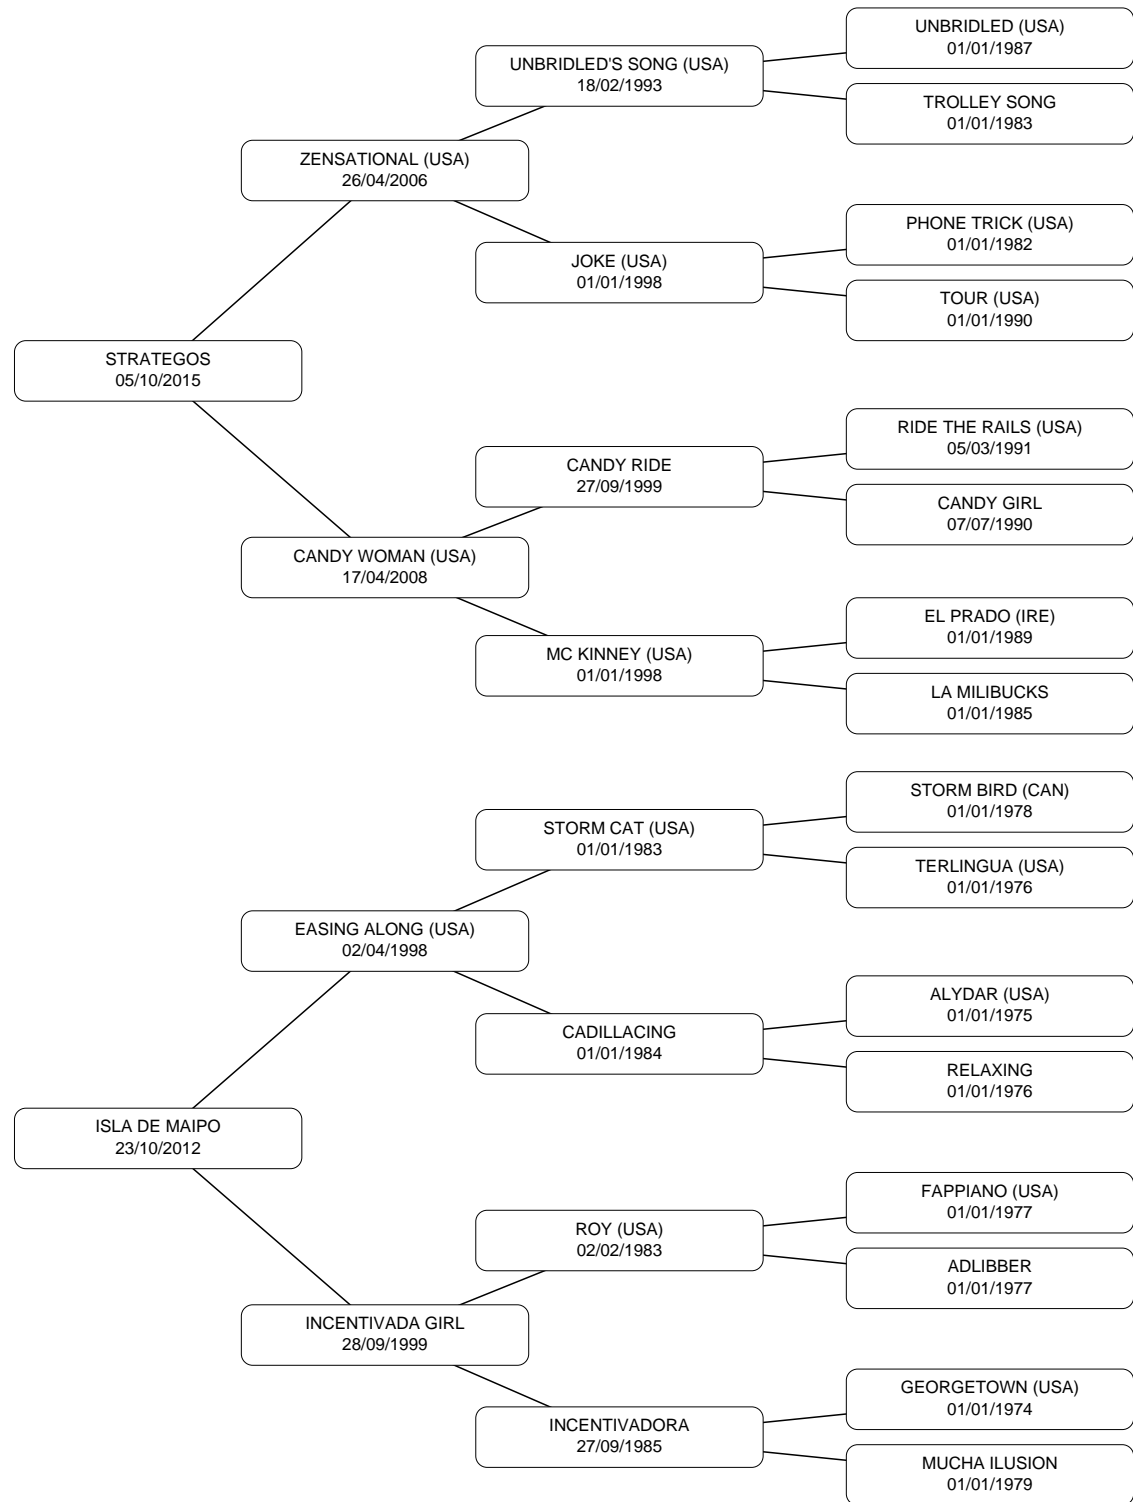 UNBRIDLED (USA)
01/01/1987
UNBRIDLED'S SONG (USA)
18/02/1993
TROLLEY SONG
01/01/1983
ZENSATIONAL (USA)
26/04/2006
PHONE TRICK (USA)
01/01/1982
JOKE (USA)
01/01/1998
TOUR (USA)
01/01/1990
STRATEGOS
05/10/2015
RIDE THE RAILS (USA)
05/03/1991
CANDY RIDE
27/09/1999
CANDY GIRL
07/07/1990
CANDY WOMAN (USA)
17/04/2008
EL PRADO (IRE)
01/01/1989
MC KINNEY (USA)
01/01/1998
LA MILIBUCKS
01/01/1985
STORM BIRD (CAN)
01/01/1978
STORM CAT (USA)
01/01/1983
TERLINGUA (USA)
01/01/1976
EASING ALONG (USA)
02/04/1998
ALYDAR (USA)
01/01/1975
CADILLACING
01/01/1984
RELAXING
01/01/1976
ISLA DE MAIPO
23/10/2012
FAPPIANO (USA)
01/01/1977
ROY (USA)
02/02/1983
ADLIBBER
01/01/1977
INCENTIVADA GIRL
28/09/1999
GEORGETOWN (USA)
01/01/1974
INCENTIVADORA
27/09/1985
MUCHA ILUSION
01/01/1979